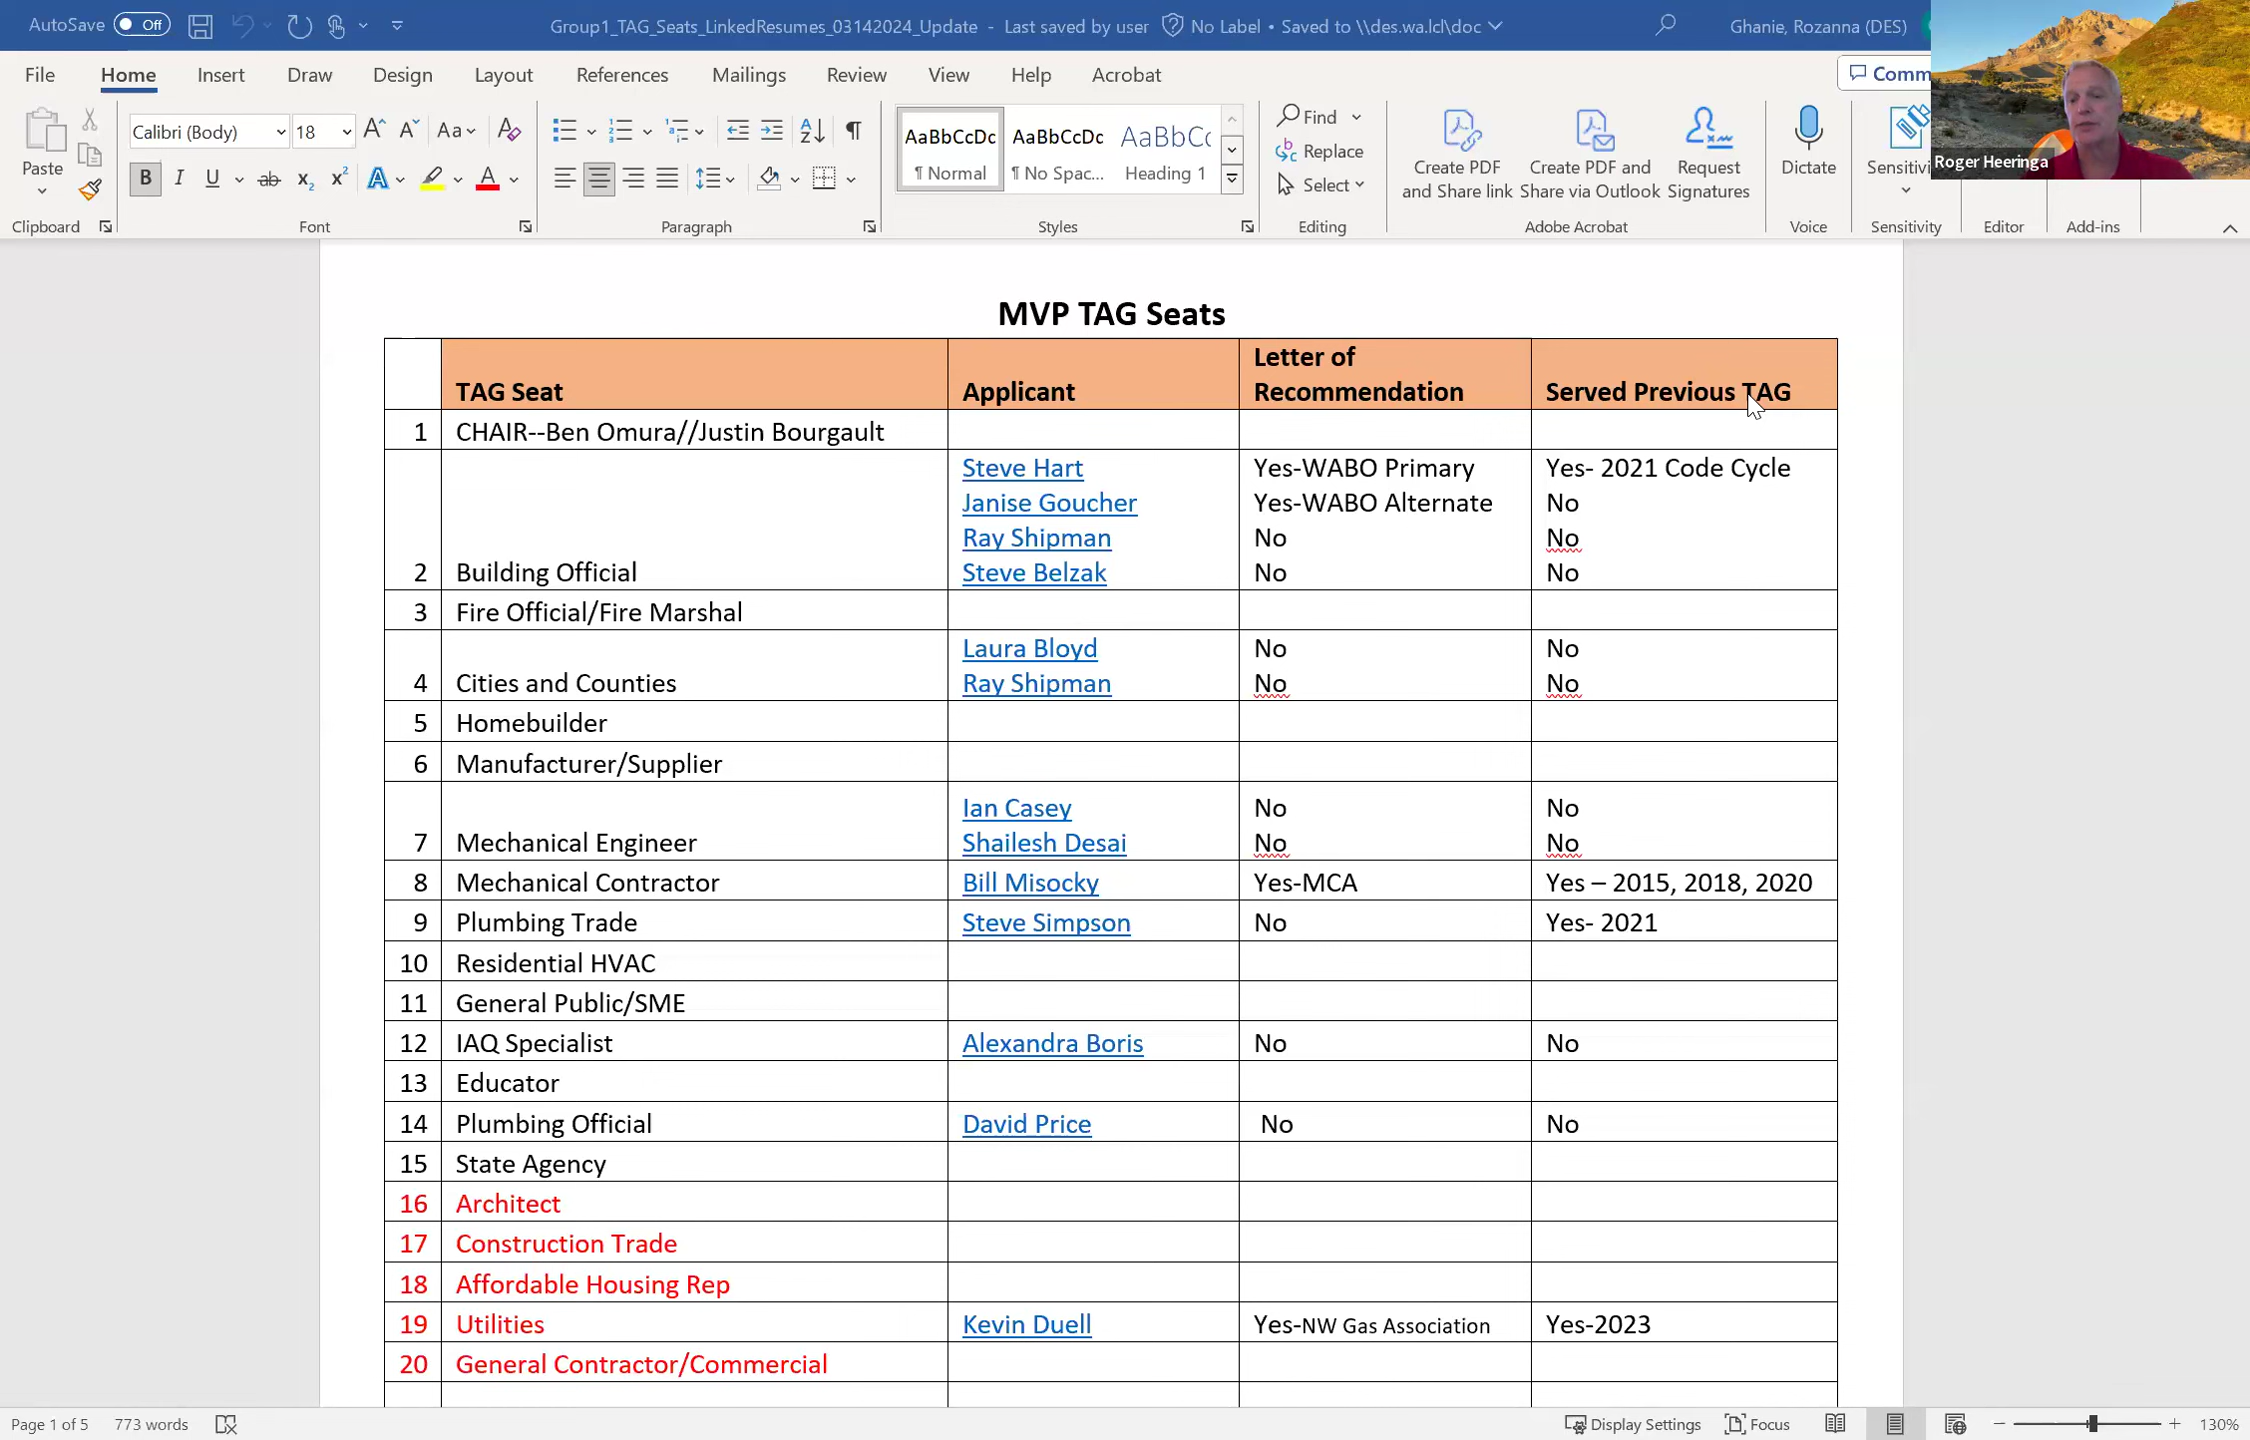 AutoSave Off
Group1_TAG_Seats_LinkedResumes_03142024_Update - Last saved by user No Label • Saved to \\des.wa.lcl\doc
Ghanie, Rozanna (DES)
File Home Insert Draw Design Layout References Mailings Review View Help Acrobat
Comm
Paste
Calibri (Body) 18
Find
Replace
Select
AaBbCcDc AaBbCcDc AaBbCc
¶ Normal ¶ No Spac... Heading 1
Create PDF and Share link
Create PDF and Share via Outlook
Request Signatures
Dictate
Sensitivi
Roger Heeringa
Clipboard Font Paragraph Styles Editing Adobe Acrobat Voice Sensitivity Editor Add-ins
MVP TAG Seats
TAG Seat Applicant Letter of Recommendation Served Previous TAG
1 CHAIR--Ben Omura//Justin Bourgault
Steve Hart Yes-WABO Primary Yes- 2021 Code Cycle
Janise Goucher Yes-WABO Alternate No
Ray Shipman No No
2 Building Official Steve Belzak No No
3 Fire Official/Fire Marshal
Laura Bloyd No No
4 Cities and Counties Ray Shipman No No
5 Homebuilder
6 Manufacturer/Supplier
Ian Casey No No
7 Mechanical Engineer Shailesh Desai No No
8 Mechanical Contractor Bill Misocky Yes-MCA Yes – 2015, 2018, 2020
9 Plumbing Trade Steve Simpson No Yes- 2021
10 Residential HVAC
11 General Public/SME
12 IAQ Specialist Alexandra Boris No No
13 Educator
14 Plumbing Official David Price No No
15 State Agency
16 Architect
17 Construction Trade
18 Affordable Housing Rep
19 Utilities Kevin Duell Yes-NW Gas Association Yes-2023
20 General Contractor/Commercial
Page 1 of 5 773 words Display Settings Focus 130%